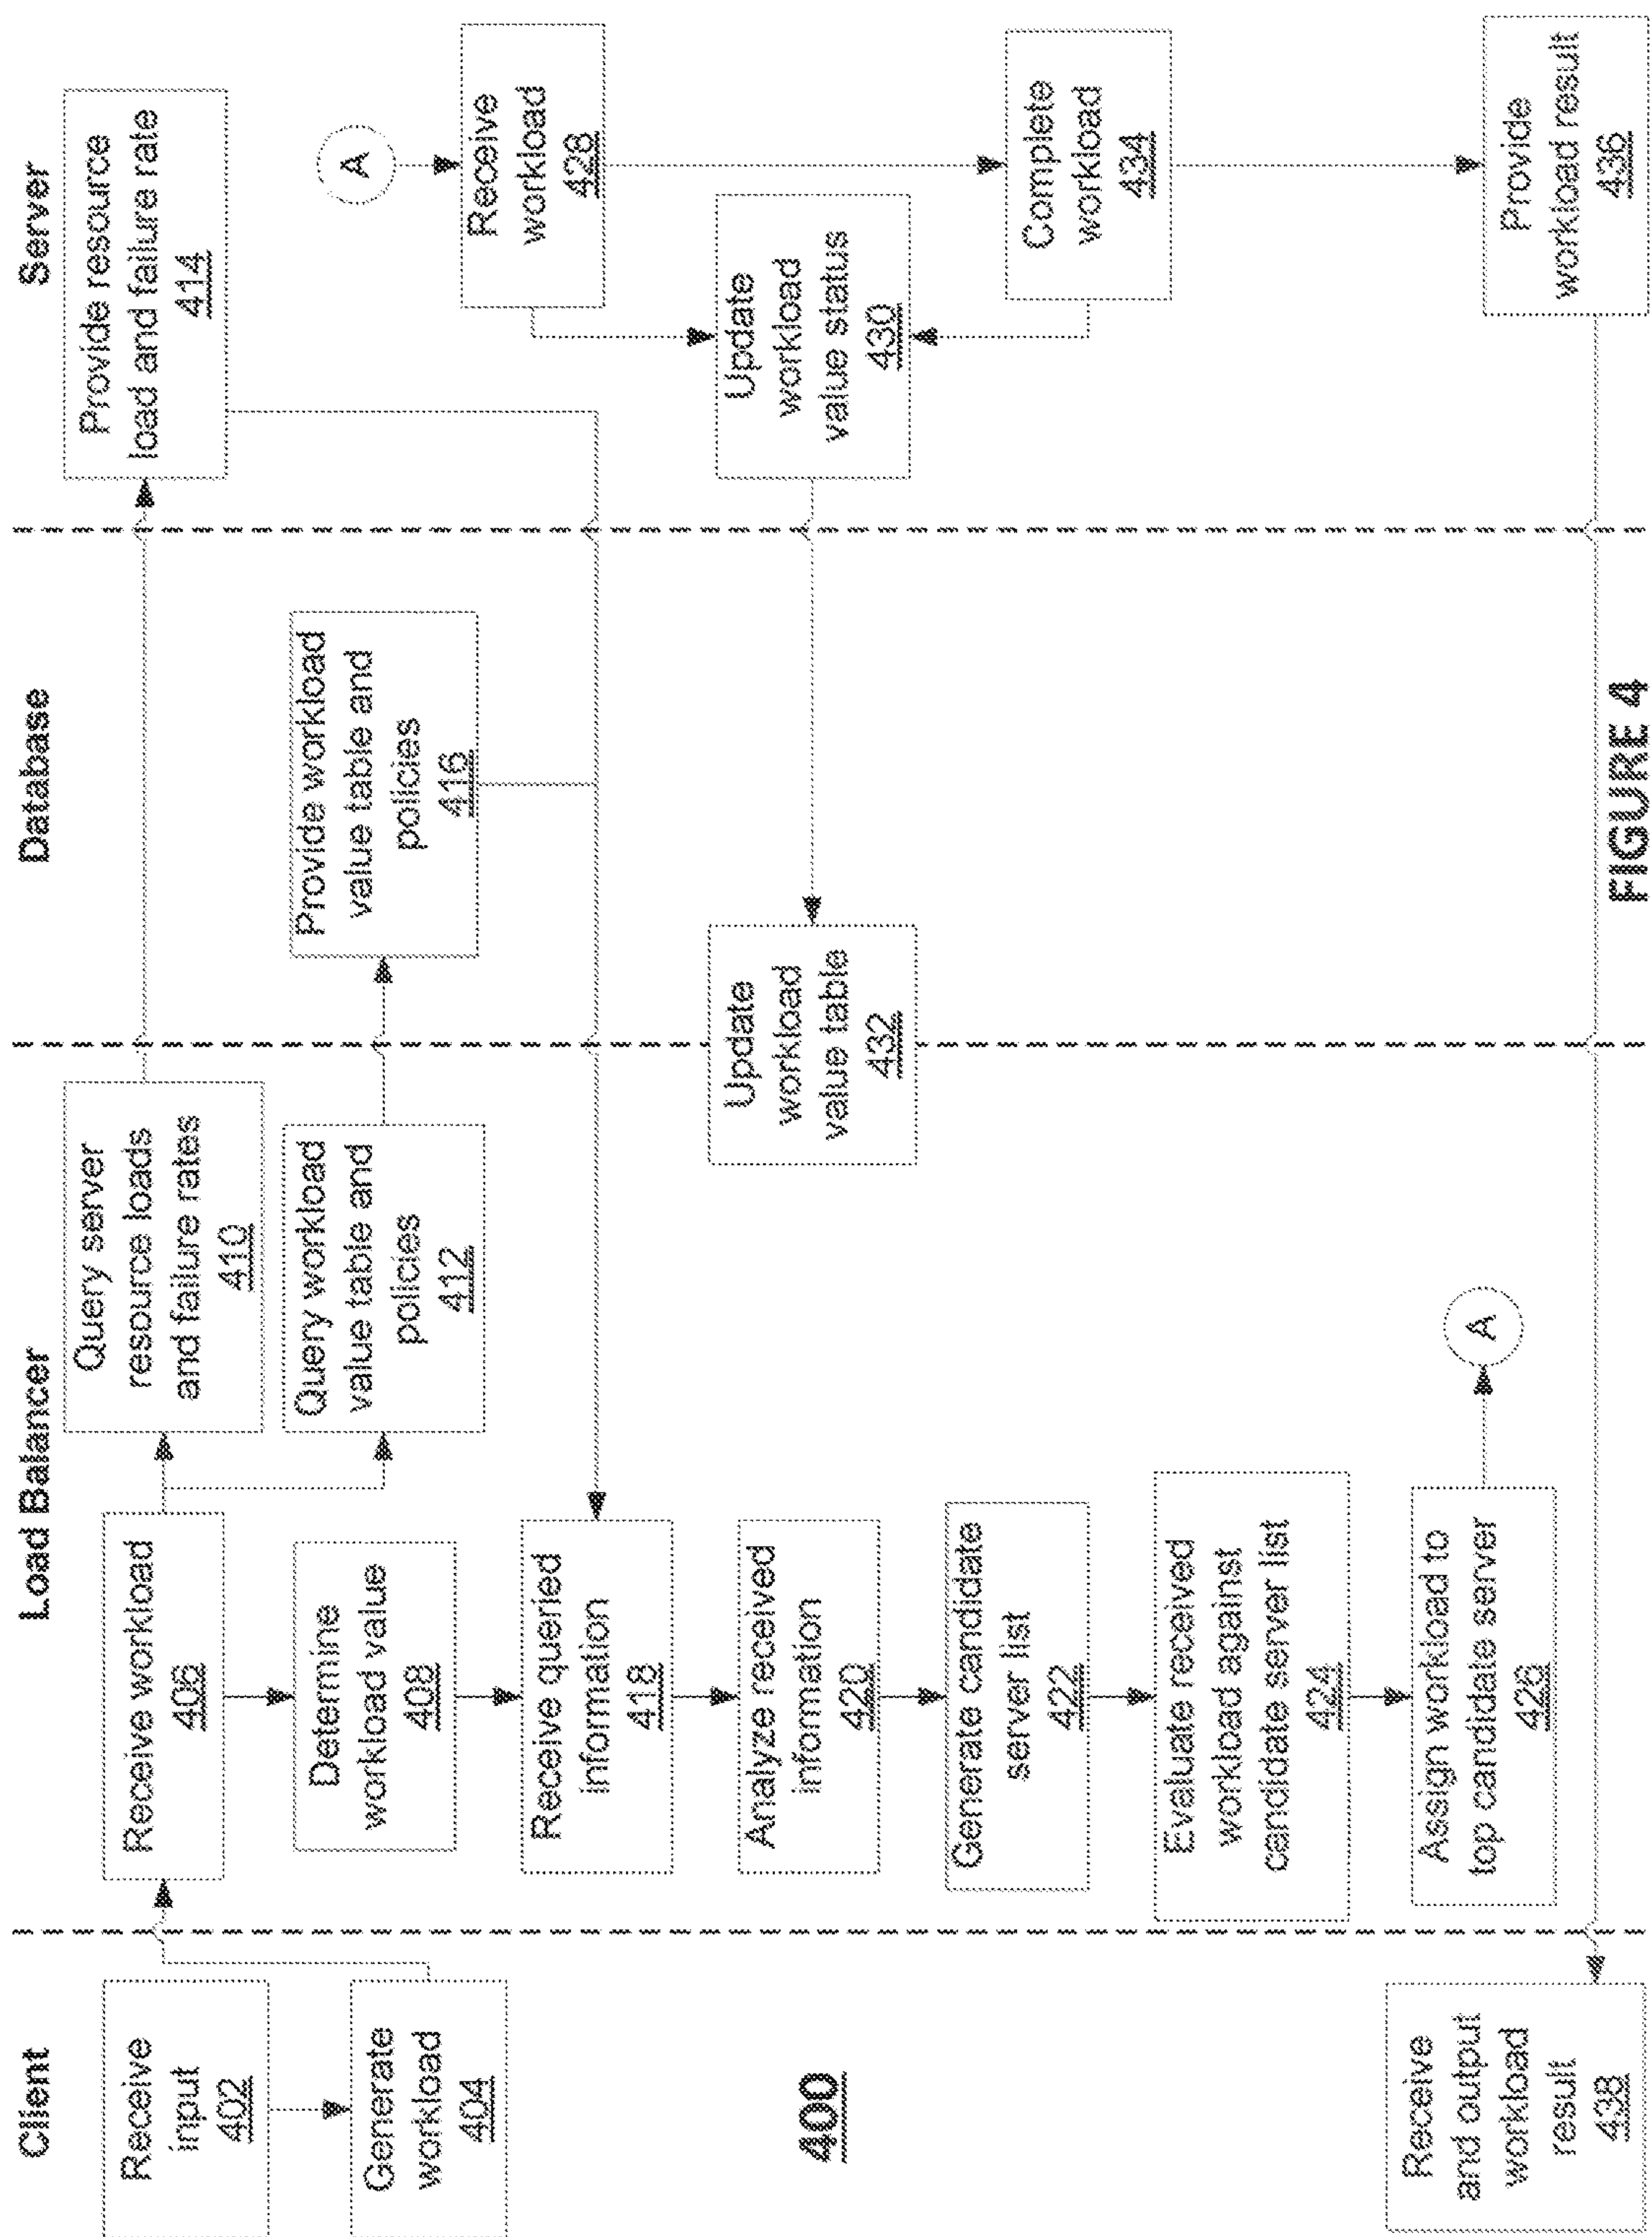 Client
Load Balancer
Database
Server
Receive
input
402
Generate
workload
404
Receive workload
406
Determine
workload value
408
Query server
resource loads
and failure rates
410
Query workload
value table and
policies
412
Provide resource
load and failure rate
414
Provide workload
value table and
policies
416
Receive queried
information
418
Analyze received
information
420
Generate candidate
server list
422
Evaluate received
workload against
candidate server list
424
Assign workload to
top candidate server
426
A
A
Receive
workload
428
Update
workload
value status
430
Update
workload
value table
432
Complete
workload
434
Provide
workload result
436
Receive
and output
workload
result
438
400
FIGURE 4